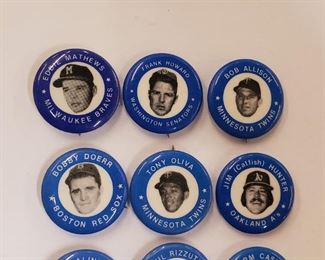 EDDIE MATHEWS
MILWAUKEE BRAVES
FRANK HOWARD
WASHINGTON SENATORS
BOB ALLISON
MINNESOTA TWINS
BOBBY DOERR
BOSTON RED SOX
TONY OLIVA
MINNESOTA TWINS
JIM (Catfish) HUNTER
OAKLAND A's
RIZZUT